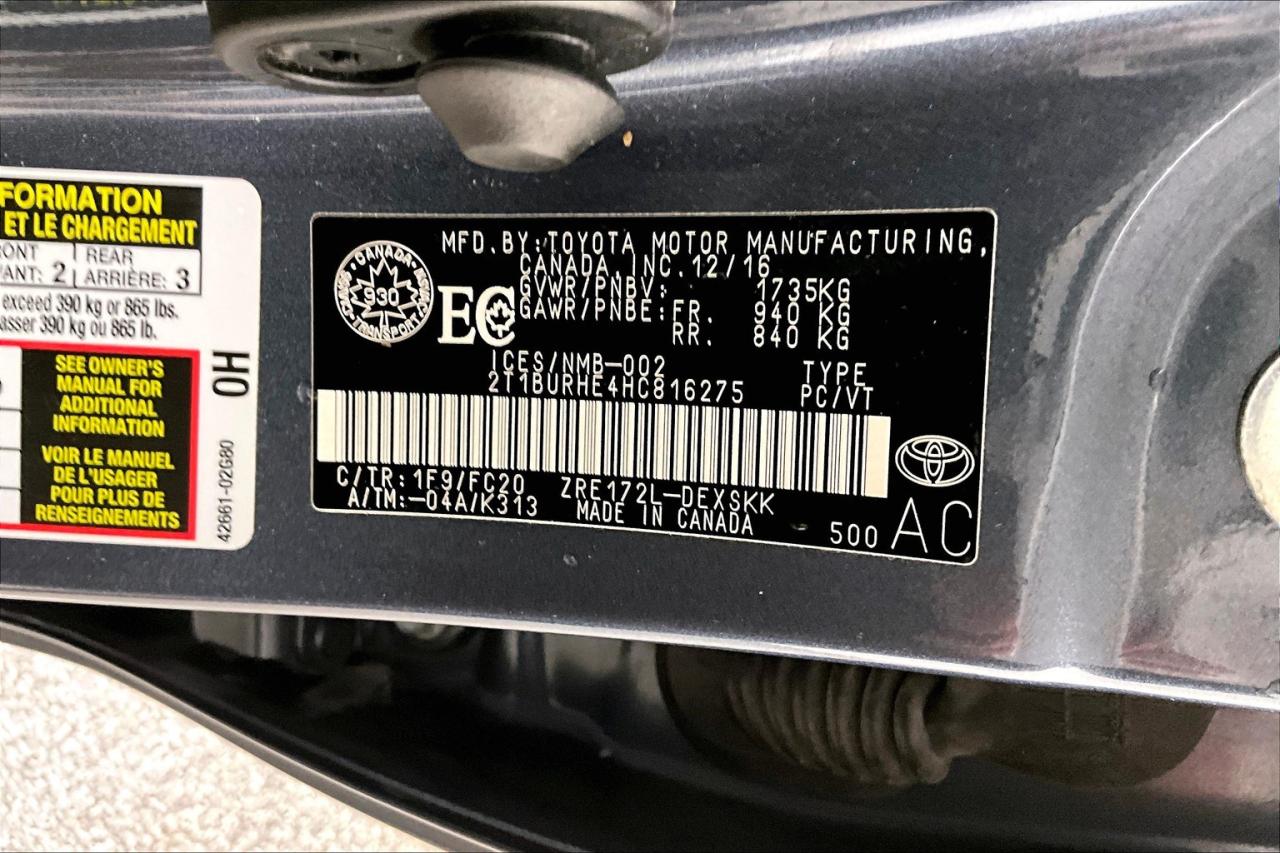 FORMATION
ET LE CHARGEMENT
REAR
ANT: 2 ARRIÈRE: 3
exceed 390 kg or 865 lbs.
asser 390 kg ou 865 lb.
SEE OWNER'S
MANUAL FOR
ADDITIONAL
INFORMATION
VOIR LE MANUEL
DE L'USAGER
POUR PLUS DE
RENSEIGNEMENTS
OH
42661-02G80
CANADA
930
TRANSPORT
EC
MFD.BY:TOYOTA MOTOR MANUFACTURING,
CANADA,INC.12/16
GVWR/PNBV: 1735KG
GAWR/PNBE:FR. 940 KG
RR. 840 KG
ICES/NMB-002 TYPE
2T1BURHE4HC816275 PC/VT
C/TR:1F9/FC20 ZRE172L-DEXSKK
A/TM:-04A/K313 MADE IN CANADA 500 AC